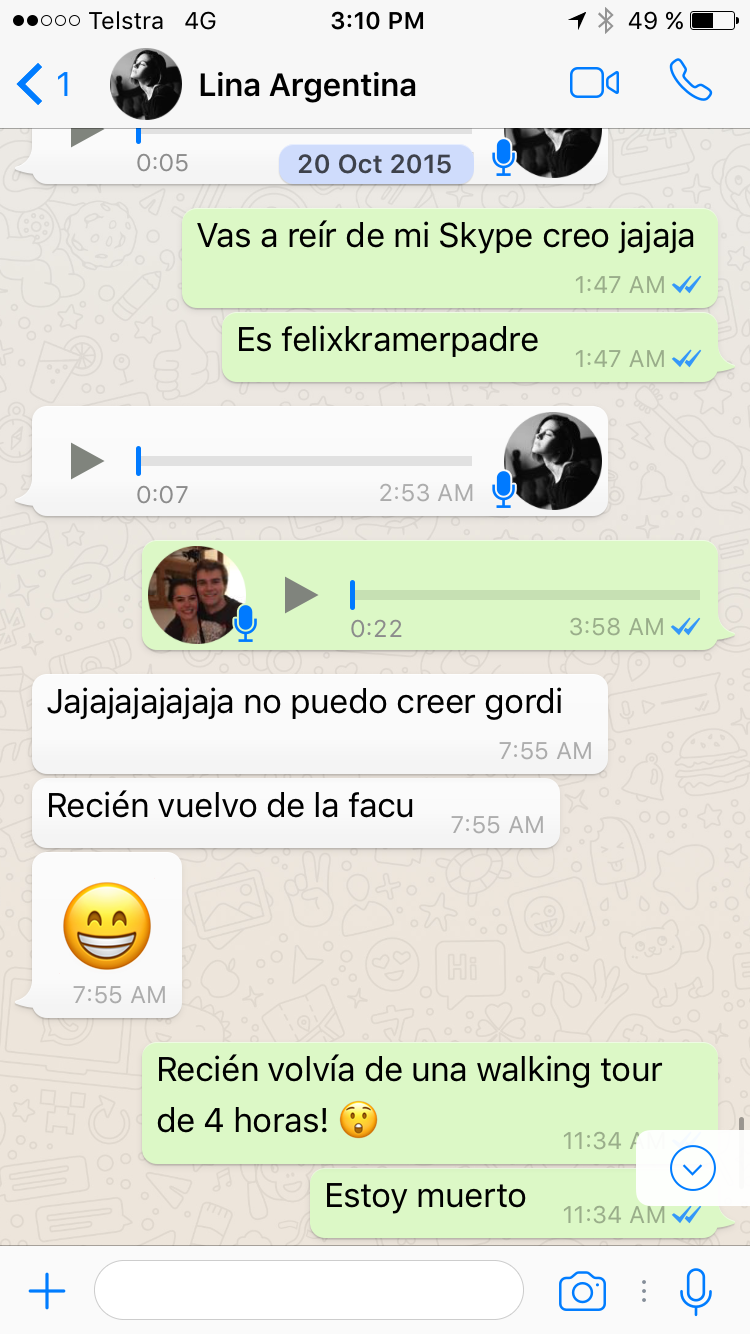 Telstra 4G 3:10 PM 49 %
1 Lina Argentina
0:05
20 Oct 2015
Vas a reír de mi Skype creo jajaja
1:47 AM
Es felixkramerpadre 1:47 AM
0:07 2:53 AM
0:22 3:58 AM
Jajajajajajaja no puedo creer gordi
7:55 AM
Recién vuelvo de la facu 7:55 AM
7:55 AM
Recién volvía de una walking tour
de 4 horas! 😲
11:34
Estoy muerto 11:34 AM